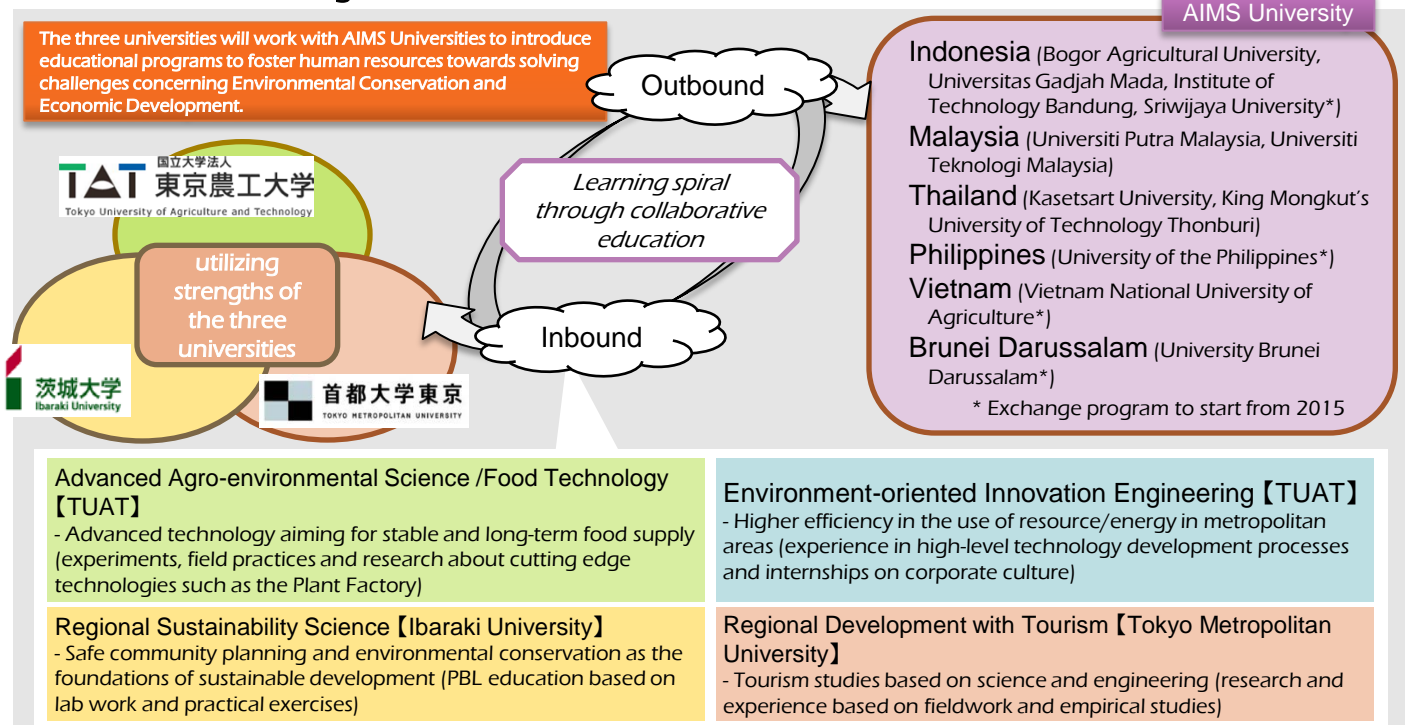 AIMS University
The three universities will work with AIMS Universities to introduce
educational programs to foster human resources towards solving
challenges concerning Environmental Conservation and
Economic Development.
Outbound
Learning spiral
through collaborative
education
Inbound
Indonesia (Bogor Agricultural University,
Universitas Gadjah Mada, Institute of
Technology Bandung, Sriwijaya University*)
Malaysia (Universiti Putra Malaysia, Universiti
Teknologi Malaysia)
Thailand (Kasetsart University, King Mongkut's
University of Technology Thonburi)
Philippines (University of the Philippines*)
Vietnam (Vietnam National University of
Agriculture*)
Brunei Darussalam (University Brunei
Darussalam*)
* Exchange program to start from 2015
TAT
国立大学法人
東京農工大学
Tokyo University of Agriculture and Technology
utilizing
strengths of
the three
universities
茨城大学
Ibaraki University
首都大学東京
TOKYO METROPOLITAN UNIVERSITY
Advanced Agro-environmental Science /Food Technology
【TUAT】
- Advanced technology aiming for stable and long-term food supply
(experiments, field practices and research about cutting edge
technologies such as the Plant Factory)
Environment-oriented Innovation Engineering【TUAT】
- Higher efficiency in the use of resource/energy in metropolitan
areas (experience in high-level technology development processes
and internships on corporate culture)
Regional Sustainability Science【Ibaraki University】
- Safe community planning and environmental conservation as the
foundations of sustainable development (PBL education based on
lab work and practical exercises)
Regional Development with Tourism【Tokyo Metropolitan
University】
- Tourism studies based on science and engineering (research and
experience based on fieldwork and empirical studies)